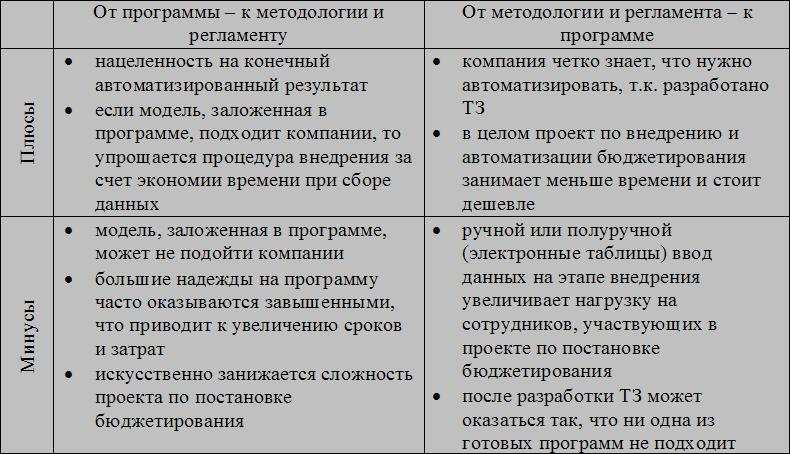 От программы – к методологии и
регламенту
От методологии и регламента – к
программе
Плюсы
• нацеленность на конечный
автоматизированный результат
• если модель, заложенная в
программе, подходит компании, то
упрощается процедура внедрения за
счет экономии времени при сборе
данных
• компания четко знает, что нужно
автоматизировать, т.к. разработано
ТЗ
• в целом проект по внедрению и
автоматизации бюджетирования
занимает меньше времени и стоит
дешевле
Минусы
• модель, заложенная в программе,
может не подойти компании
• большие надежды на программу
часто оказываются завышенными,
что приводит к увеличению сроков
и затрат
• искусственно занижается сложность
проекта по постановке
бюджетирования
• ручной или полуручной
(электронные таблицы) ввод
данных на этапе внедрения
увеличивает нагрузку на
сотрудников, участвующих в
проекте по постановке
бюджетирования
• после разработки ТЗ может
оказаться так, что ни одна из
готовых программ не подходит